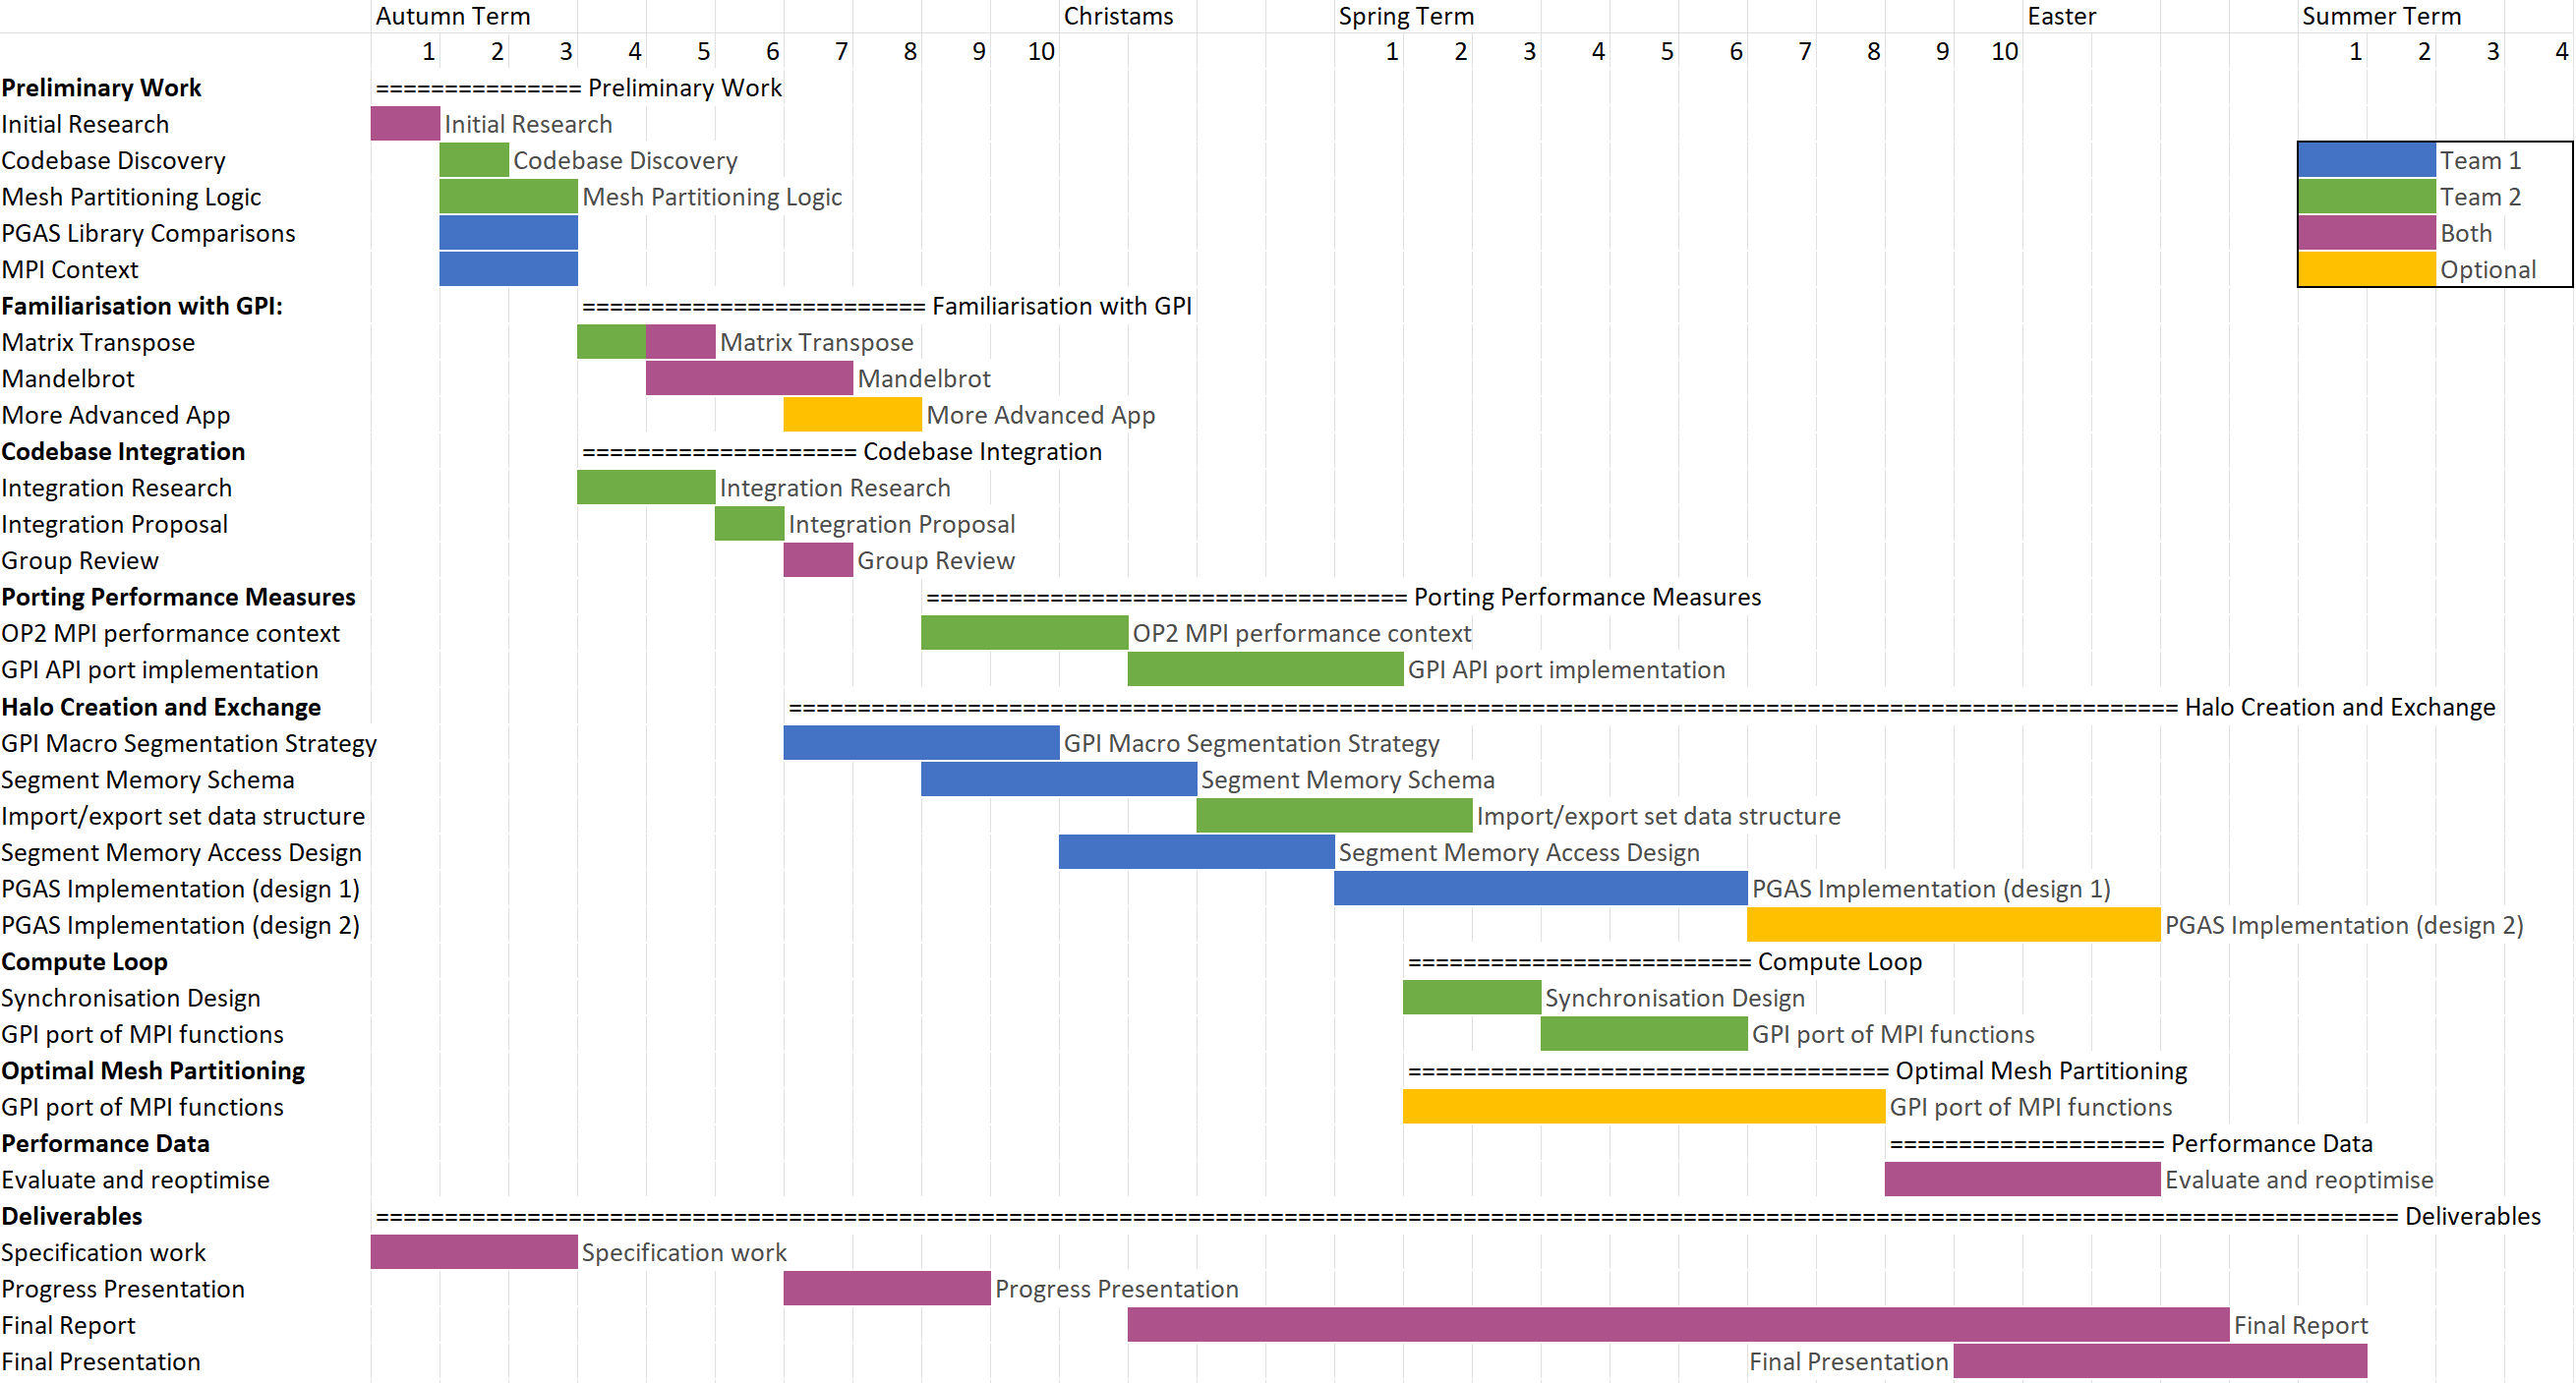 Autumn Term Christams Spring Term Easter Summer Term
1 2 3 4 5 6 7 8 9 10 1 2 3 4 5 6 7 8 9 10 1 2 3 4
Preliminary Work =============== Preliminary Work
Initial Research Initial Research
Codebase Discovery Codebase Discovery Team 1
Mesh Partitioning Logic Mesh Partitioning Logic Team 2
PGAS Library Comparisons Both
MPI Context Optional
Familiarisation with GPI: ========================= Familiarisation with GPI
Matrix Transpose Matrix Transpose
Mandelbrot Mandelbrot
More Advanced App More Advanced App
Codebase Integration ==================== Codebase Integration
Integration Research Integration Research
Integration Proposal Integration Proposal
Group Review Group Review
Porting Performance Measures =================================== Porting Performance Measures
OP2 MPI performance context OP2 MPI performance context
GPI API port implementation GPI API port implementation
Halo Creation and Exchange ===================================================================================================== Halo Creation and Exchange
GPI Macro Segmentation Strategy GPI Macro Segmentation Strategy
Segment Memory Schema Segment Memory Schema
Import/export set data structure Import/export set data structure
Segment Memory Access Design Segment Memory Access Design
PGAS Implementation (design 1) PGAS Implementation (design 1)
PGAS Implementation (design 2) PGAS Implementation (design 2)
Compute Loop ========================= Compute Loop
Synchronisation Design Synchronisation Design
GPI port of MPI functions GPI port of MPI functions
Optimal Mesh Partitioning =================================== Optimal Mesh Partitioning
GPI port of MPI functions GPI port of MPI functions
Performance Data ==================== Performance Data
Evaluate and reoptimise Evaluate and reoptimise
Deliverables =================================================================================================================================================== Deliverables
Specification work Specification work
Progress Presentation Progress Presentation
Final Report Final Report
Final Presentation Final Presentation